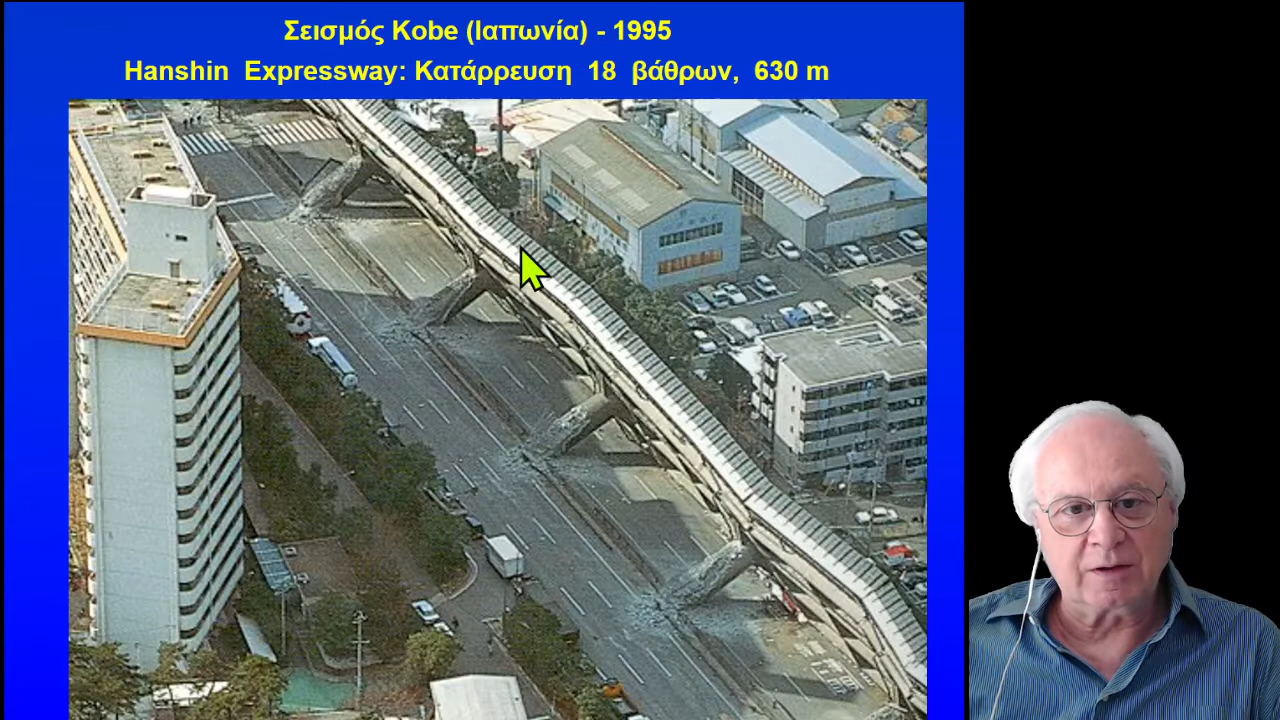 Σεισμός Kobe (Ιαπωνία) - 1995
Hanshin Expressway: Κατάρρευση 18 βάθρων, 630 m